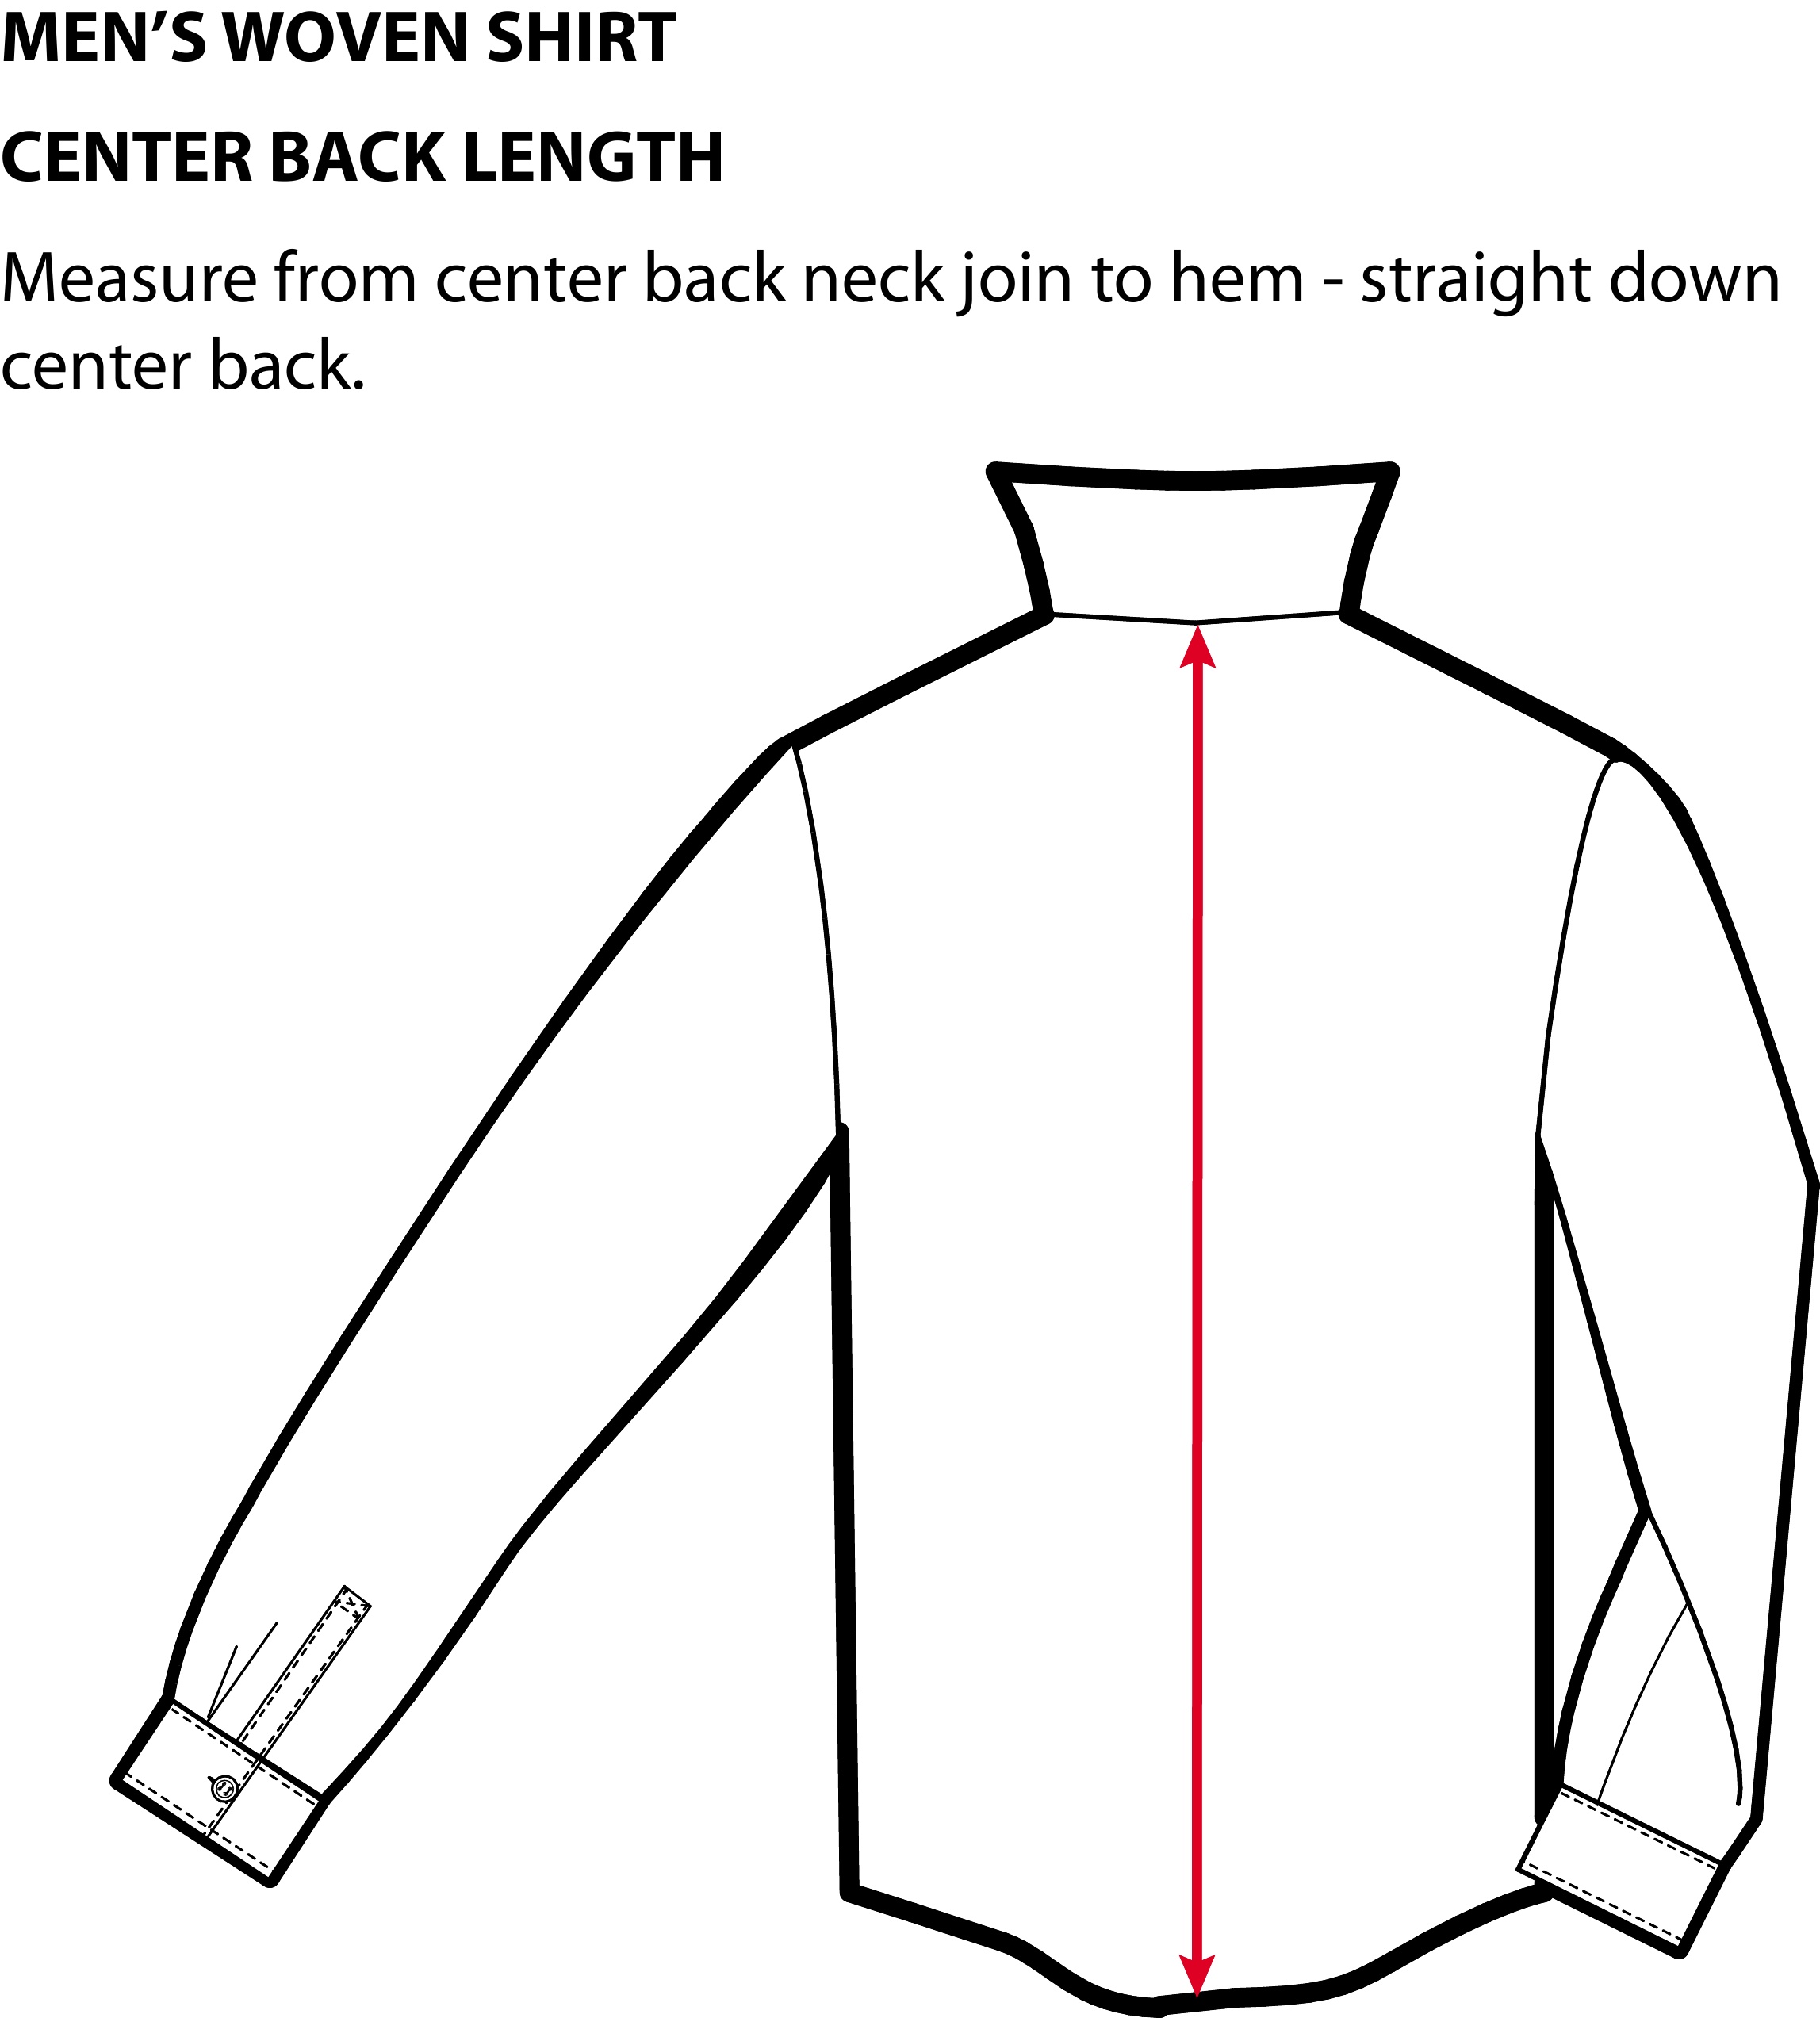 MEN’S WOVEN SHIRT
CENTER BACK LENGTH
Measure from center back neck join to hem - straight down
center back.